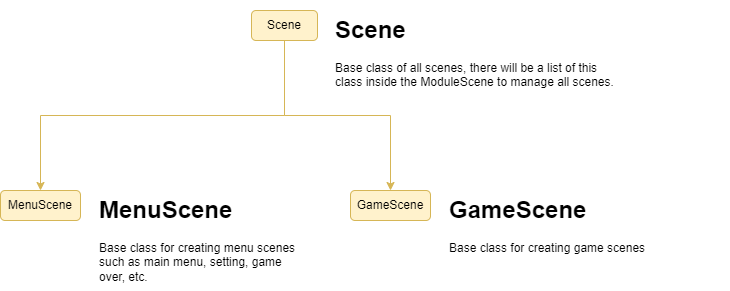 Scene
Scene
Base class of all scenes, there will be a list of this
class inside the ModuleScene to manage all scenes.
MenuScene
MenuScene
Base class for creating menu scenes
such as main menu, setting, game
over, etc.
GameScene
GameScene
Base class for creating game scenes